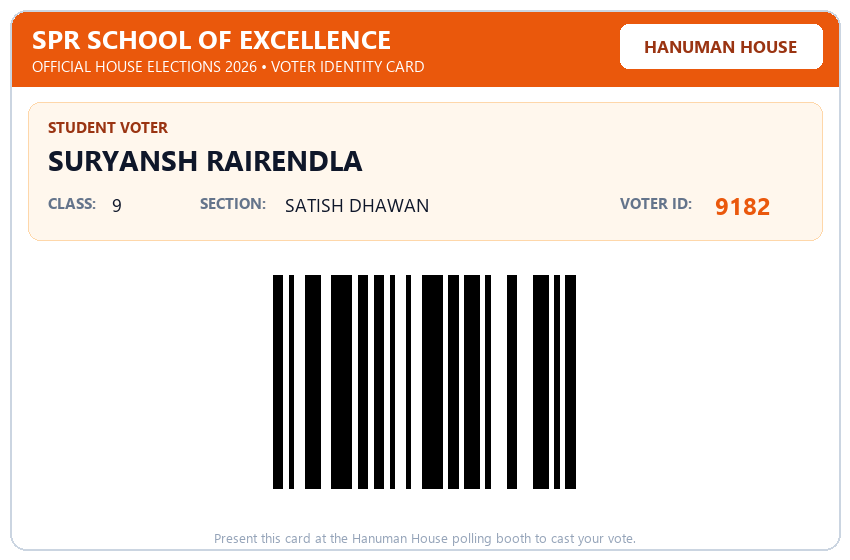 SPR SCHOOL OF EXCELLENCE
OFFICIAL HOUSE ELECTIONS 2026 • VOTER IDENTITY CARD
HANUMAN HOUSE
STUDENT VOTER
SURYANSH RAIRENDLA
CLASS: 9 SECTION: SATISH DHAWAN VOTER ID: 9182
Present this card at the Hanuman House polling booth to cast your vote.